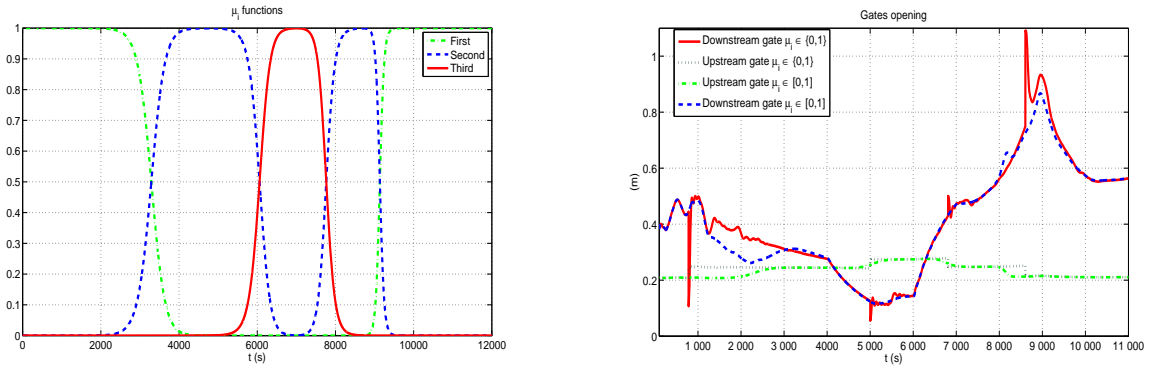 μi functions
1
0.9
0.8
0.7
0.6
0.5
0.4
0.3
0.2
0.1
0
0 2000 4000 6000 8000 10000 12000
t (s)
First
Second
Third
Gates opening
1
0.8
0.6
0.4
0.2
0
(m)
1 000 2 000 3 000 4 000 5 000 6 000 7 000 8 000 9 000 10 000 11 000
t (s)
Downstream gate μi ∈ {0,1}
Upstream gate μi ∈ {0,1}
Upstream gate μi ∈ [0,1]
Downstream gate μi ∈ [0,1]